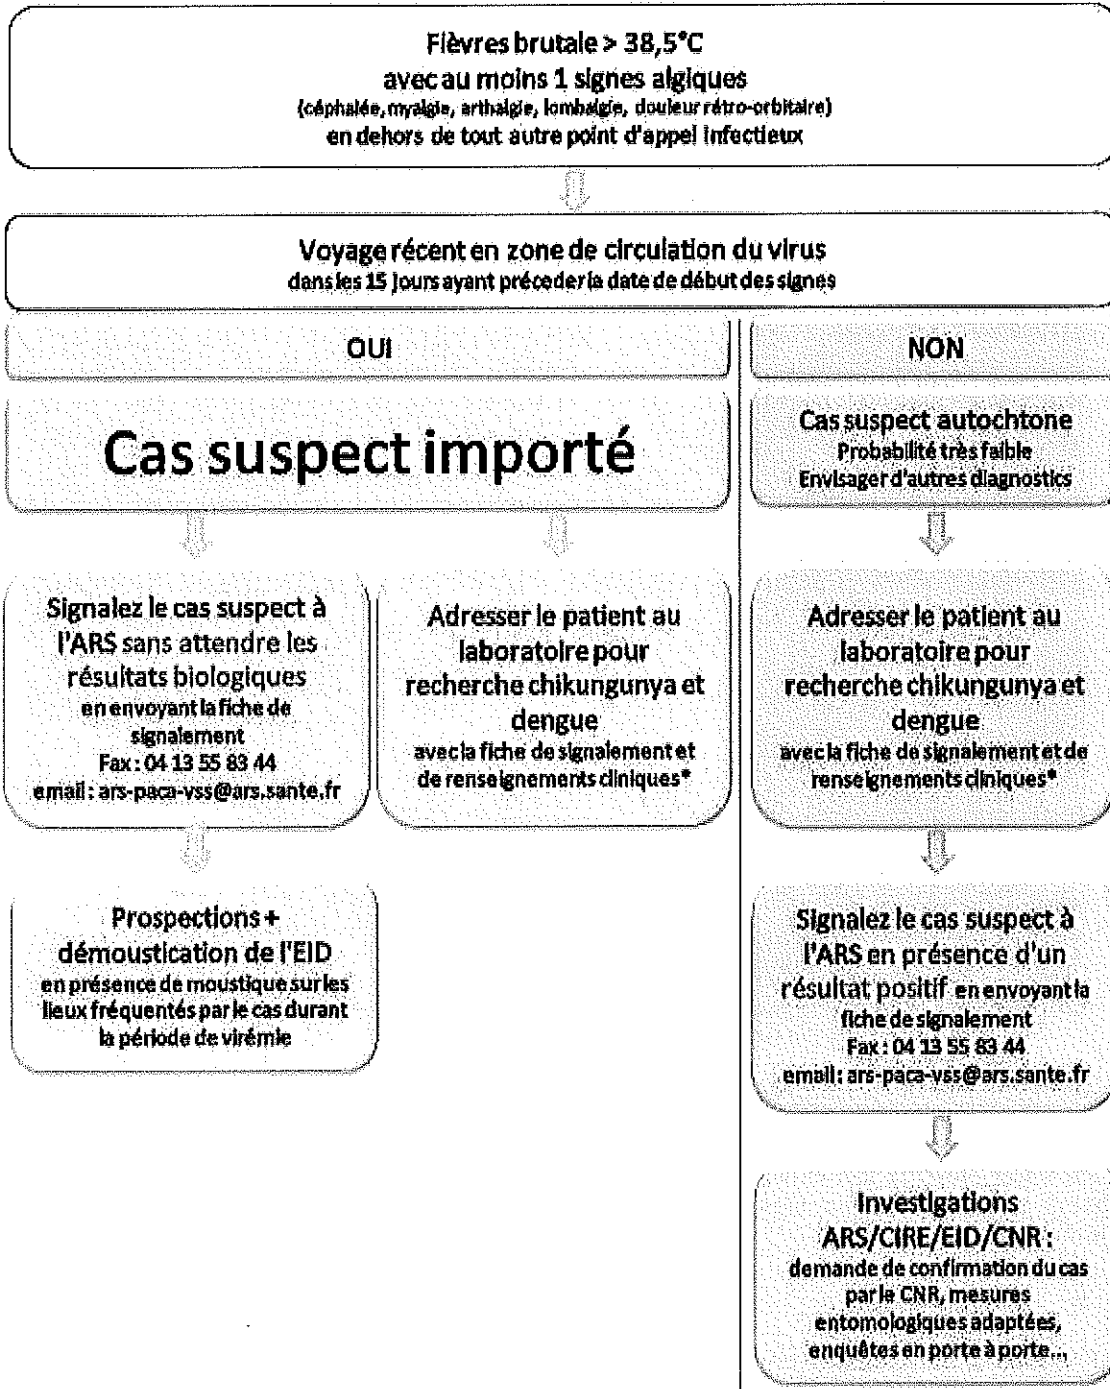 Fièvres brutale > 38,5°C
avec au moins 1 signes algiques
(céphalée, myalgie, arthalgie, lombalgie, douleur rétro-orbitaire)
en dehors de tout autre point d'appel infectieux
Voyage récent en zone de circulation du virus
dans les 15 jours ayant précéder la date de début des signes
OUI
Cas suspect importé
Signalez le cas suspect à
l'ARS sans attendre les
résultats biologiques
en envoyant la fiche de
signalement
Fax : 04 13 55 83 44
email : ars-paca-vss@ars.sante.fr
Adresser le patient au
laboratoire pour
recherche chikungunya et
dengue
avec la fiche de signalement et
de renseignements cliniques*
Prospections +
démoustication de l'EID
en présence de moustique sur les
lieux fréquentés par le cas durant
la période de virémie
NON
Cas suspect autochtone
Probabilité très faible
Envisager d'autres diagnostics
Adresser le patient au
laboratoire pour
recherche chikungunya et
dengue
avec la fiche de signalement et de
renseignements cliniques*
Signalez le cas suspect à
l'ARS en présence d'un
résultat positif en envoyant la
fiche de signalement
Fax : 04 13 55 83 44
email : ars-paca-vss@ars.sante.fr
Investigations
ARS/CIRE/EID/CNR :
demande de confirmation du cas
par le CNR, mesures
entomologiques adaptées,
enquêtes en porte à porte...